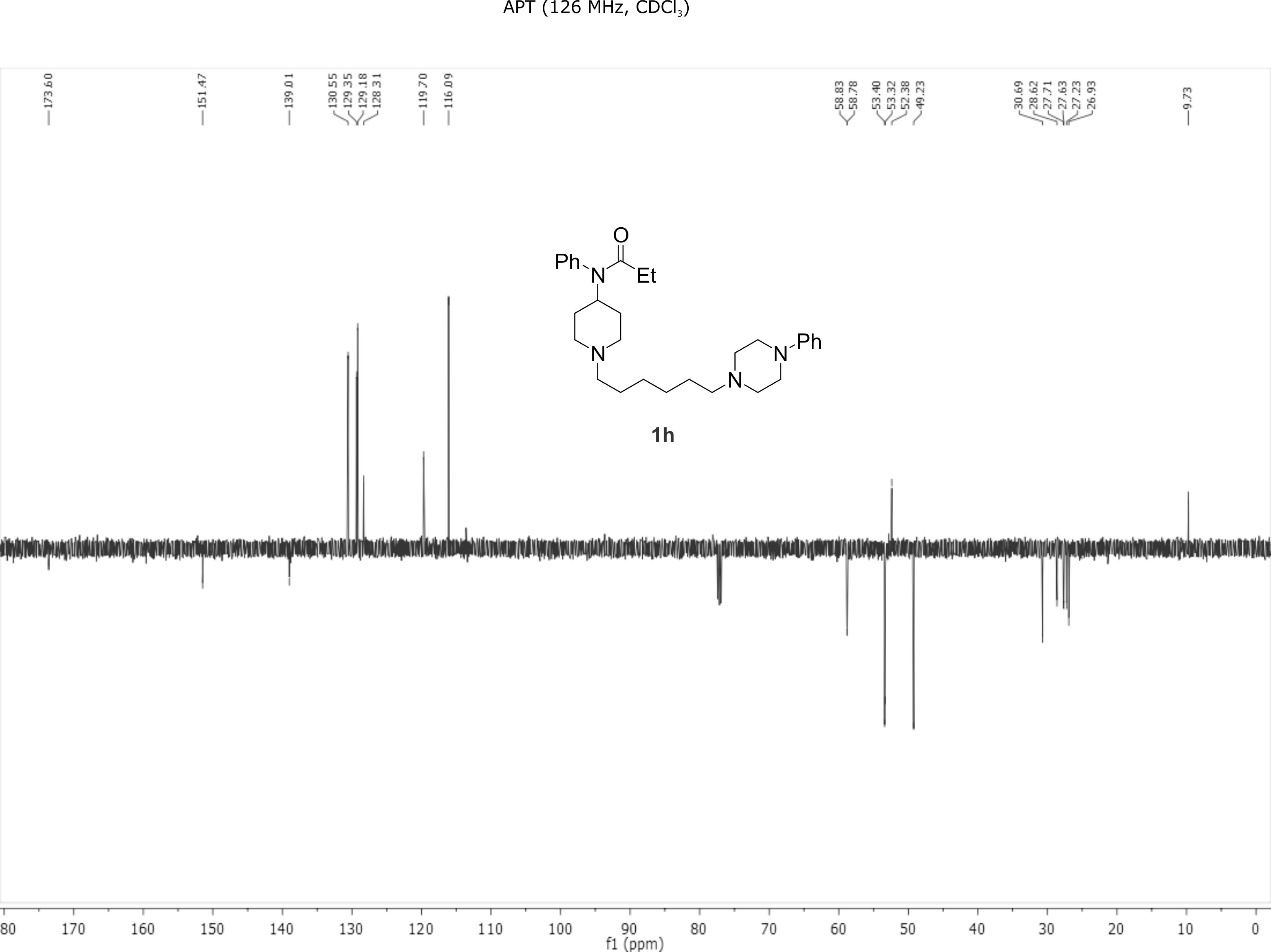 APT (126 MHz, CDCl₃)
173.60
151.47
139.01
130.55
129.35
129.18
128.31
119.70
116.09
58.83
58.78
53.40
53.32
52.38
49.23
30.69
28.62
27.71
27.63
27.23
26.93
9.73
O
Ph
N
Et
N
N
N
Ph
1h
80 170 160 150 140 130 120 110 100 90 80 70 60 50 40 30 20 10 0
f1 (ppm)